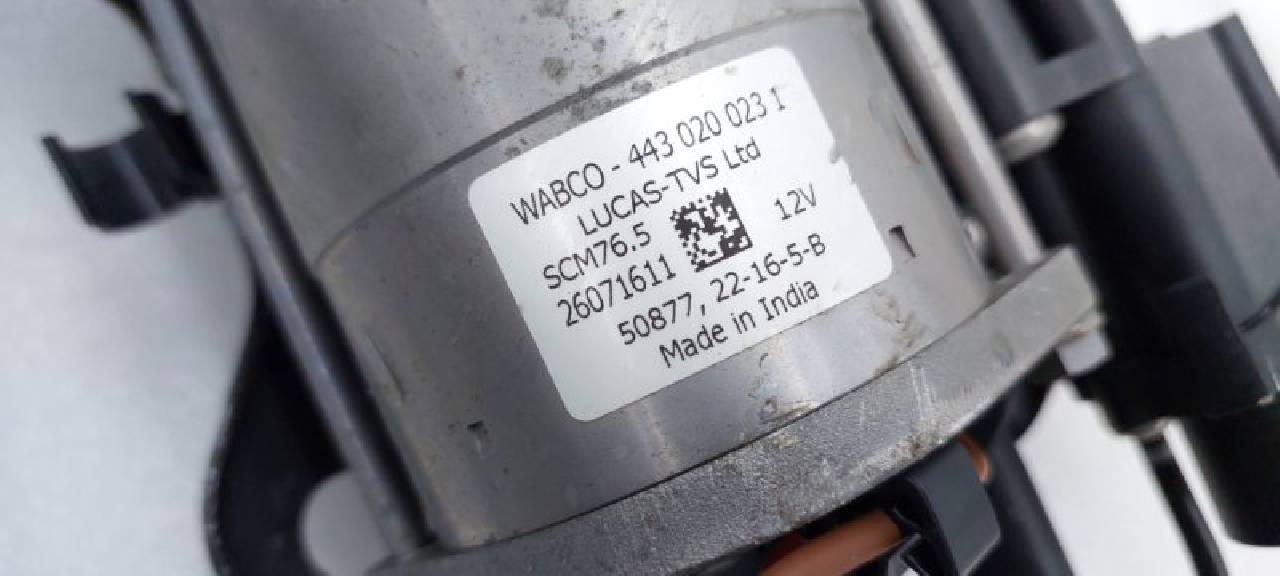 WABCO - 443 020 023 1
LUCAS-TVS Ltd
SCM76.5 12V
26071611
50877, 22-16-5-B
Made in India